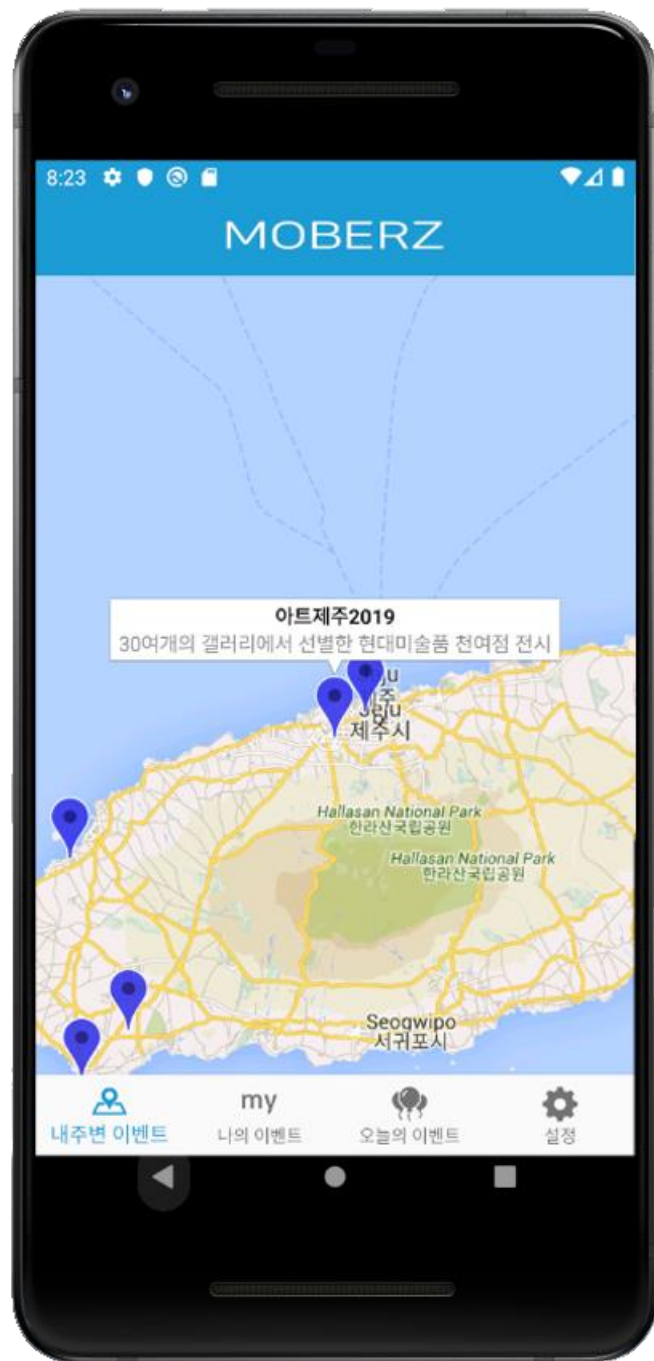 8:23
MOBERZ
아트제주2019
30여개의 갤러리에서 선별한 현대미술품 천여점 전시
Jeju
제주시
Hallasan National Park
한라산국립공원
Hallasan National Park
한라산국립공원
Seogwipo
서귀포시
my
내주변 이벤트
나의 이벤트
오늘의 이벤트
설정